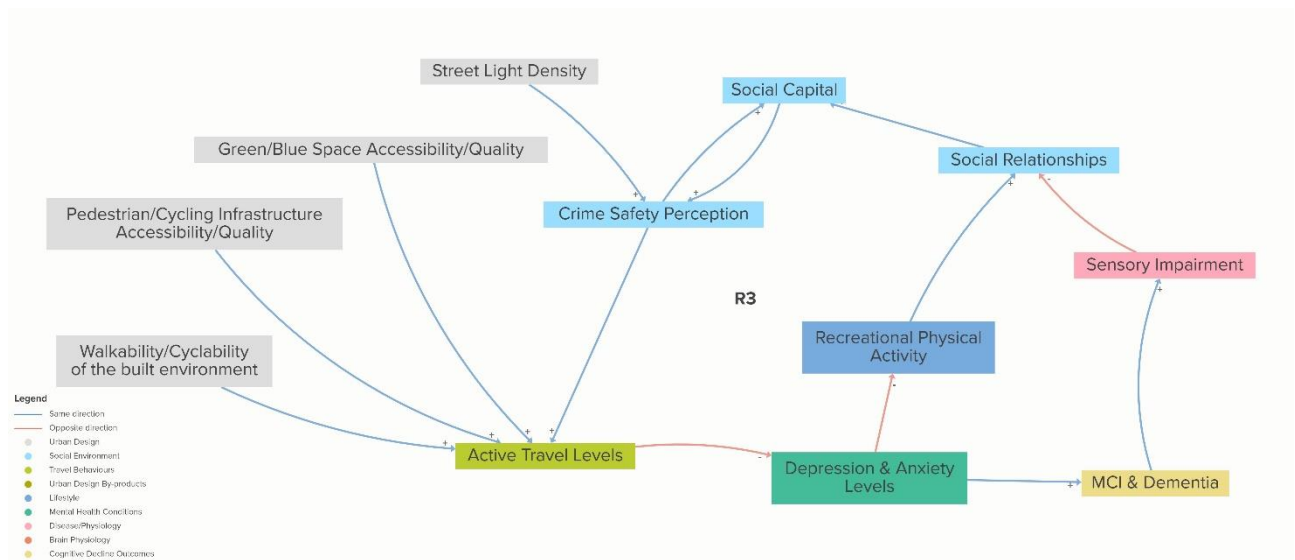 Street Light Density
Social Capital
+
Green/Blue Space Accessibility/Quality
Social Relationships
+
-
+
+
Pedestrian/Cycling Infrastructure
Accessibility/Quality
Crime Safety Perception
Sensory Impairment
+
R3
Recreational Physical
Activity
-
Walkability/Cyclability
of the built environment
+
+
+
+
Active Travel Levels
-
Depression & Anxiety
Levels
+
MCI & Dementia
Legend
Same direction
Opposite direction
Urban Design
Social Environment
Travel Behaviours
Urban Design By-products
Lifestyle
Mental Health Conditions
Disease/Physiology
Brain Physiology
Cognitive Decline Outcomes